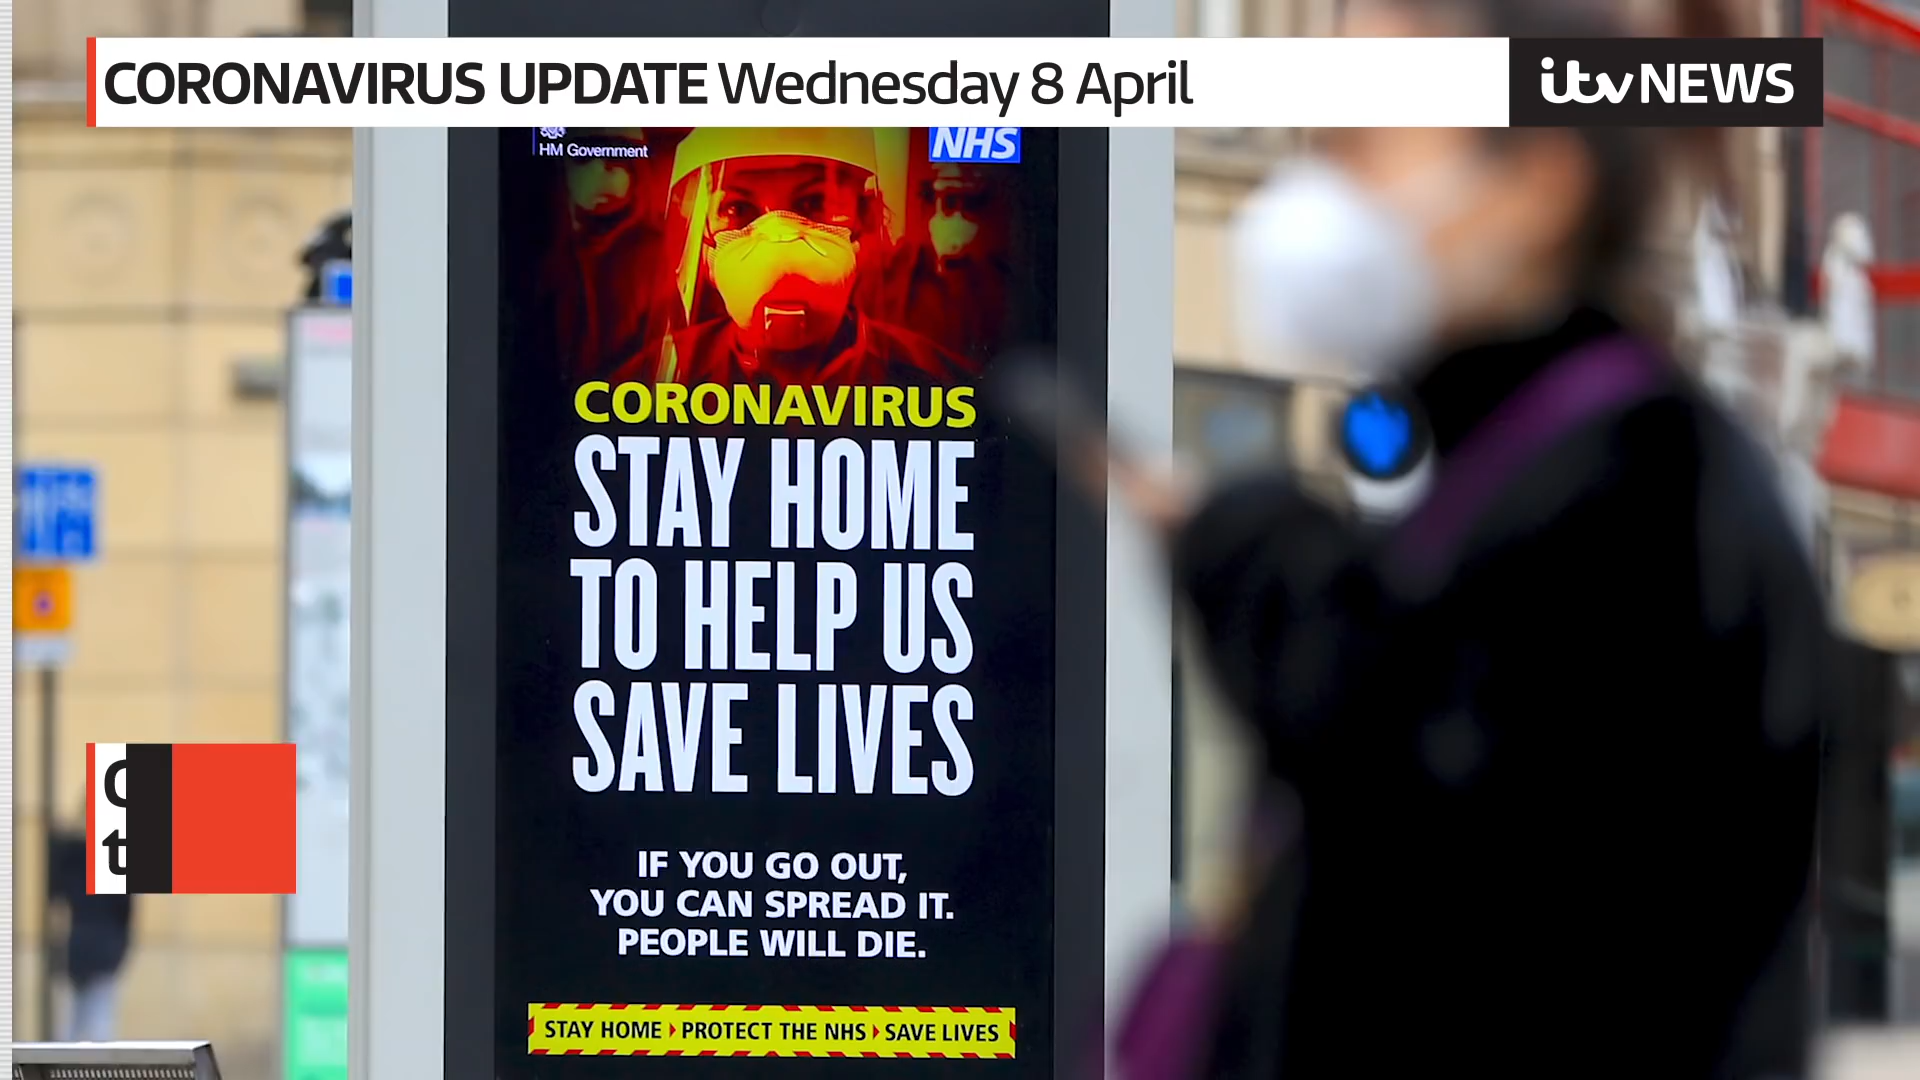 CORONAVIRUS UPDATE Wednesday 8 April
itv NEWS
HM Government
NHS
CORONAVIRUS
STAY HOME
TO HELP US
SAVE LIVES
IF YOU GO OUT,
YOU CAN SPREAD IT.
PEOPLE WILL DIE.
STAY HOME PROTECT THE NHS SAVE LIVES